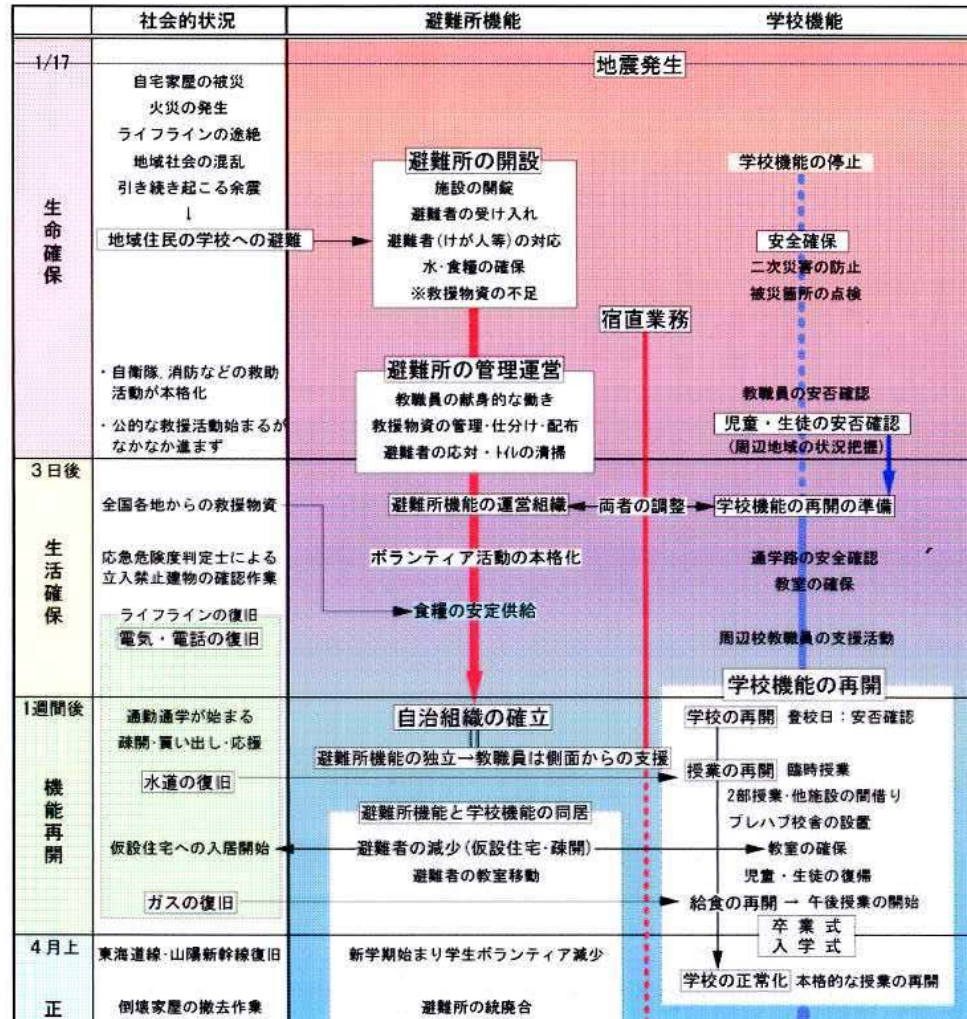 社会的状況
避難所機能
学校機能
1/17
地震発生
生命確保
自宅家屋の被災
火災の発生
ライフラインの途絶
地域社会の混乱
引き続き起こる余震
↓
地域住民の学校への避難
避難所の開設
施設の開錠
避難者の受け入れ
避難者(けが人等)の対応
水・食糧の確保
※救援物資の不足
学校機能の停止
安全確保
二次災害の防止
被災箇所の点検
宿直業務
・自衛隊、消防などの救助
活動が本格化
・公的な救援活動始まるが
なかなか進まず
避難所の管理運営
教職員の献身的な働き
救援物資の管理・仕分け・配布
避難者の応対・トイレの清掃
教職員の安否確認
児童・生徒の安否確認
(周辺地域の状況把握)
3日後
生活確保
全国各地からの救援物資
避難所機能の運営組織
両者の調整
学校機能の再開の準備
応急危険度判定士による
立入禁止建物の確認作業
ボランティア活動の本格化
通学路の安全確認
教室の確保
ライフラインの復旧
電気・電話の復旧
食糧の安定供給
周辺校教職員の支援活動
学校機能の再開
1週間後
機能再開
通勤通学が始まる
疎開・買い出し・応援
自治組織の確立
学校の再開 登校日：安否確認
避難所機能の独立→教職員は側面からの支援
水道の復旧
授業の再開 臨時授業
2部授業・他施設の間借り
プレハブ校舎の設置
避難所機能と学校機能の同居
仮設住宅への入居開始
避難者の減少(仮設住宅・疎開)
教室の確保
避難者の教室移動
児童・生徒の復帰
ガスの復旧
給食の再開 → 午後授業の開始
卒業式
入学式
4月上
正
東海道線・山陽新幹線復旧
新学期始まり学生ボランティア減少
学校の正常化 本格的な授業の再開
倒壊家屋の撤去作業
避難所の統廃合